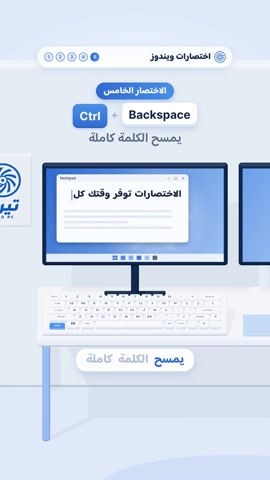 اختصارات ويندوز
1 2 3 4 5
الاختصار الخامس
Ctrl + Backspace
يمسح الكلمة كاملة
Notepad
الاختصارات توفر وقتك كل
يمسح الكلمة كاملة